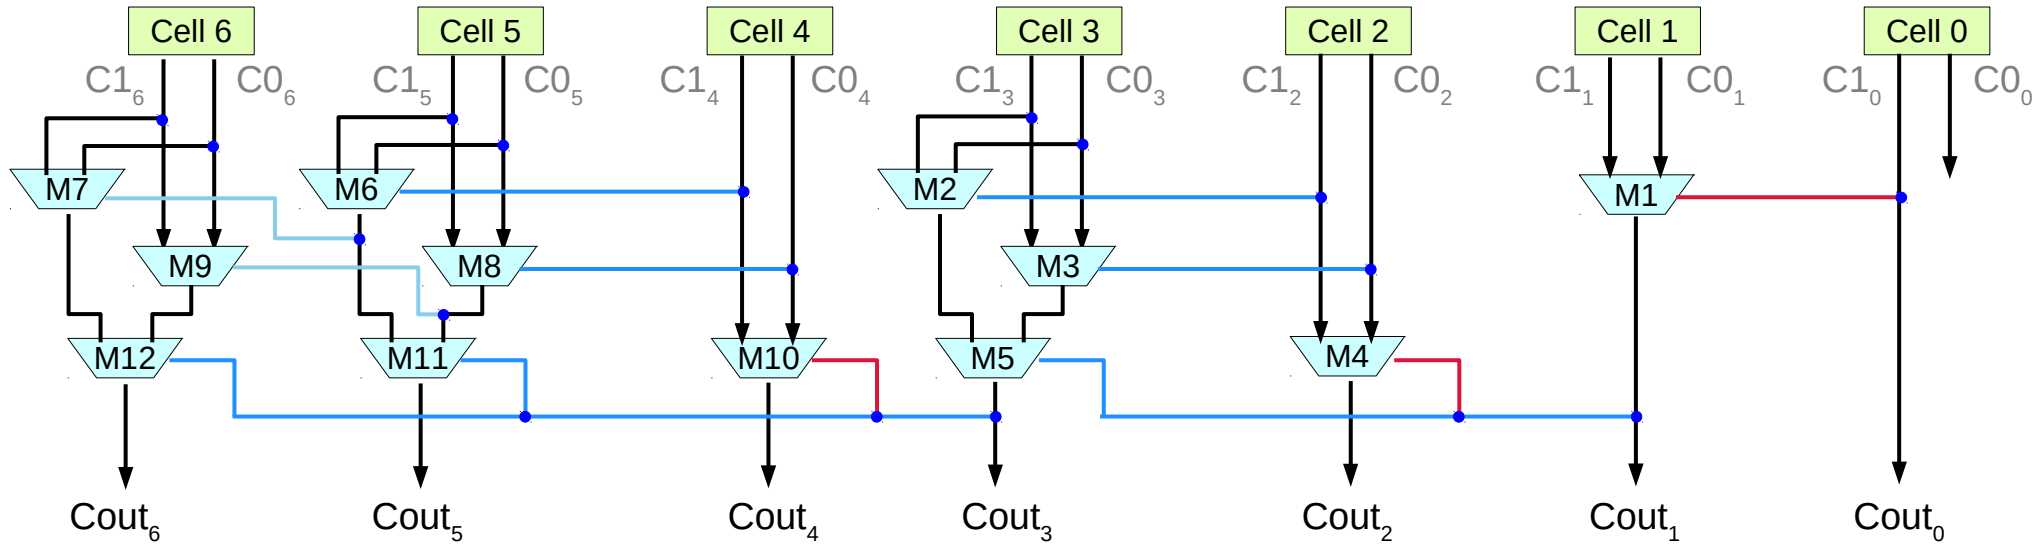 Cell 6 Cell 5 Cell 4 Cell 3 Cell 2 Cell 1 Cell 0
C1₆ C0₆ C1₅ C0₅ C1₄ C0₄ C1₃ C0₃ C1₂ C0₂ C1₁ C0₁ C1₀ C0₀
M7 M6 M2 M1
M9 M8 M3
M12 M11 M10 M5 M4
Cout₆ Cout₅ Cout₄ Cout₃ Cout₂ Cout₁ Cout₀